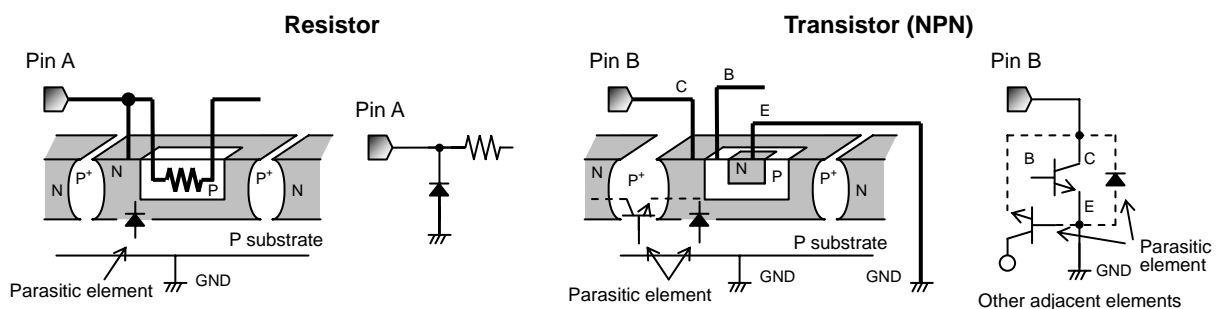 Resistor
Transistor (NPN)
Pin A
Pin A
N
P+
N
P
P+
N
P substrate
GND
Parasitic element
Pin B
C
B
E
N
P+
N
N
P
P+
N
P substrate
GND
GND
Parasitic element
Pin B
B
C
E
GND
Parasitic
element
Other adjacent elements